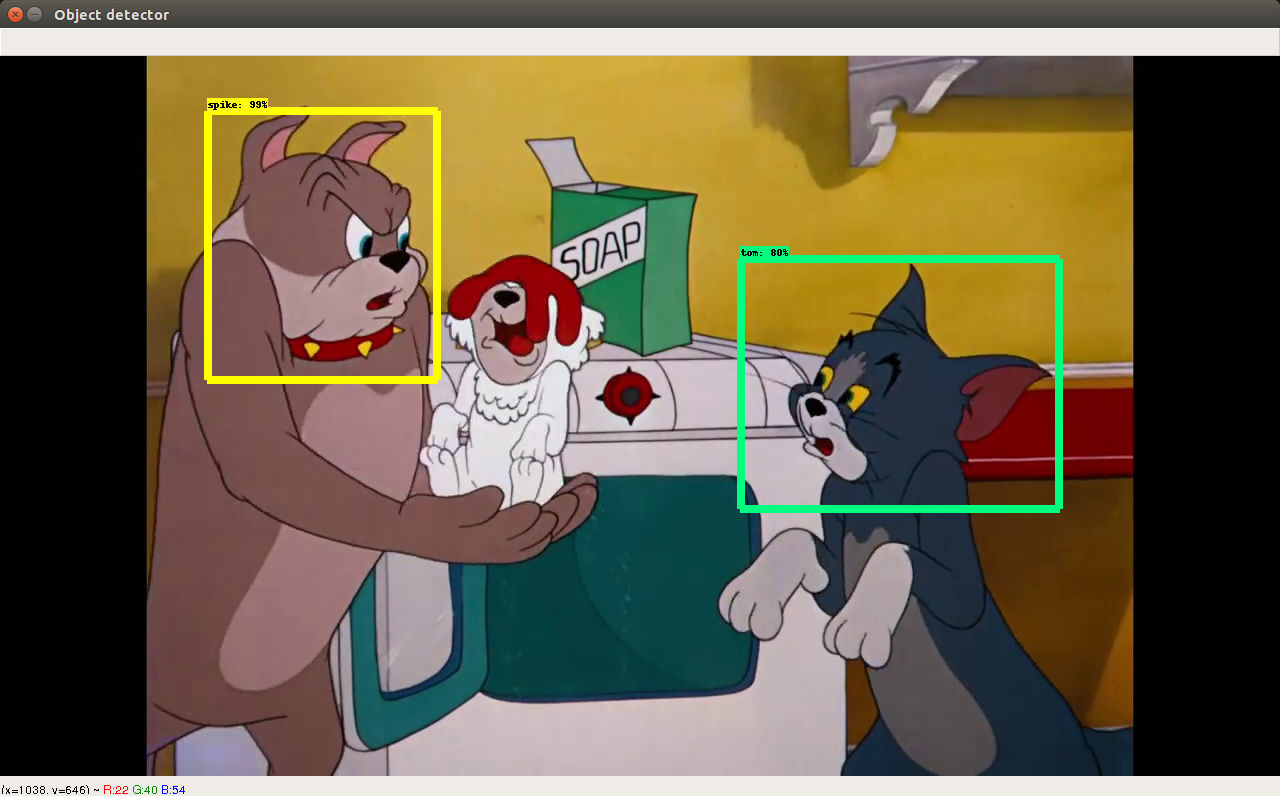 Object detector
spike: 99%
SOAP
tom: 80%
(x=1038, y=646) ~ R:22 G:40 B:54